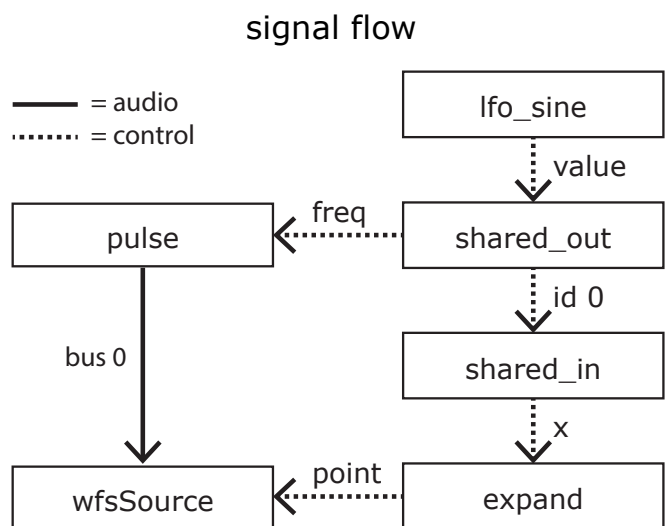 signal flow
= audio
= control
lfo_sine
value
pulse
freq
shared_out
id 0
bus 0
shared_in
x
wfsSource
point
expand